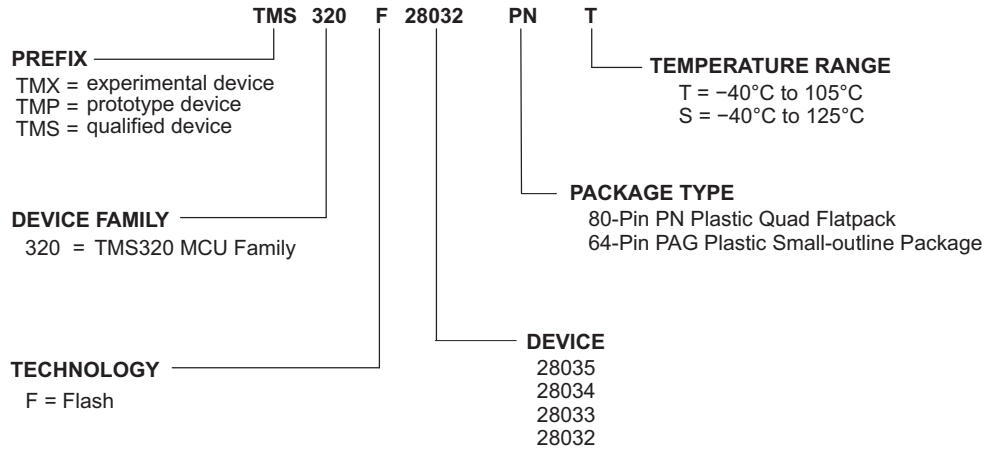 TMS 320 F 28032 PN T
PREFIX
TMX = experimental device
TMP = prototype device
TMS = qualified device
TEMPERATURE RANGE
T = −40°C to 105°C
S = −40°C to 125°C
PACKAGE TYPE
80-Pin PN Plastic Quad Flatpack
64-Pin PAG Plastic Small-outline Package
DEVICE FAMILY
320 = TMS320 MCU Family
DEVICE
28035
28034
28033
28032
TECHNOLOGY
F = Flash